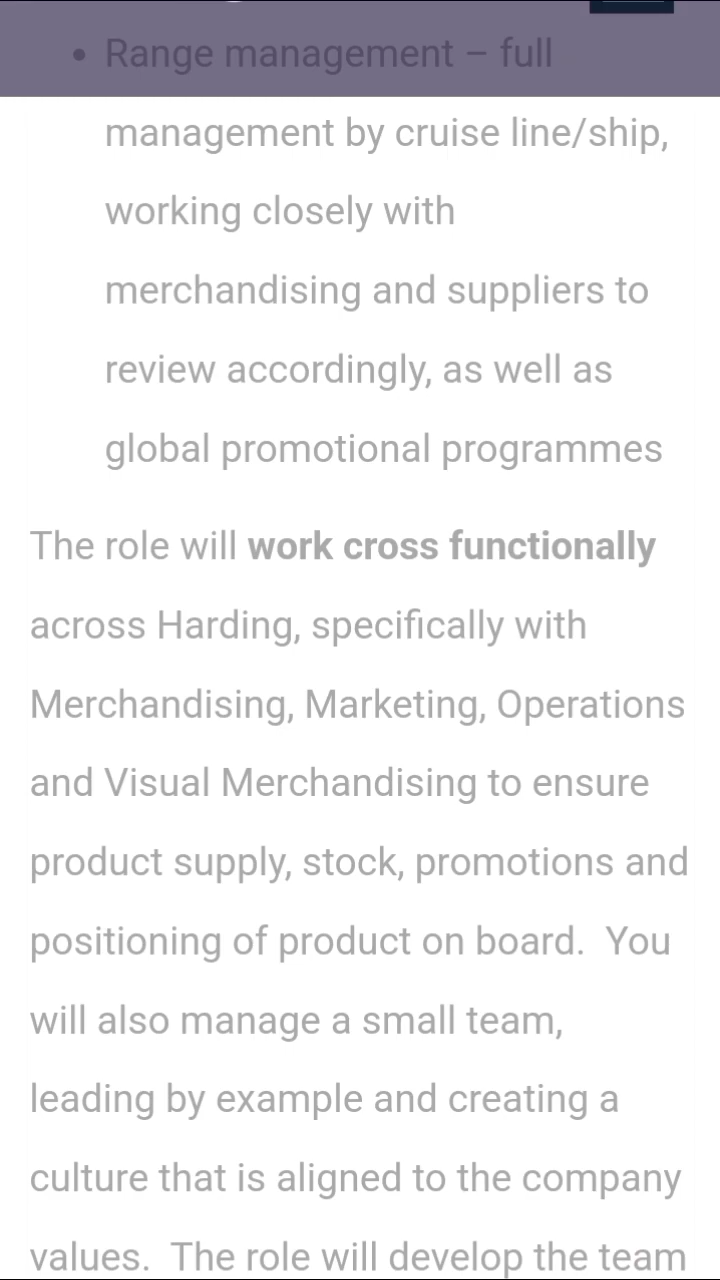 • Range management – full
management by cruise line/ship,
working closely with
merchandising and suppliers to
review accordingly, as well as
global promotional programmes
The role will work cross functionally
across Harding, specifically with
Merchandising, Marketing, Operations
and Visual Merchandising to ensure
product supply, stock, promotions and
positioning of product on board.  You
will also manage a small team,
leading by example and creating a
culture that is aligned to the company
values.  The role will develop the team